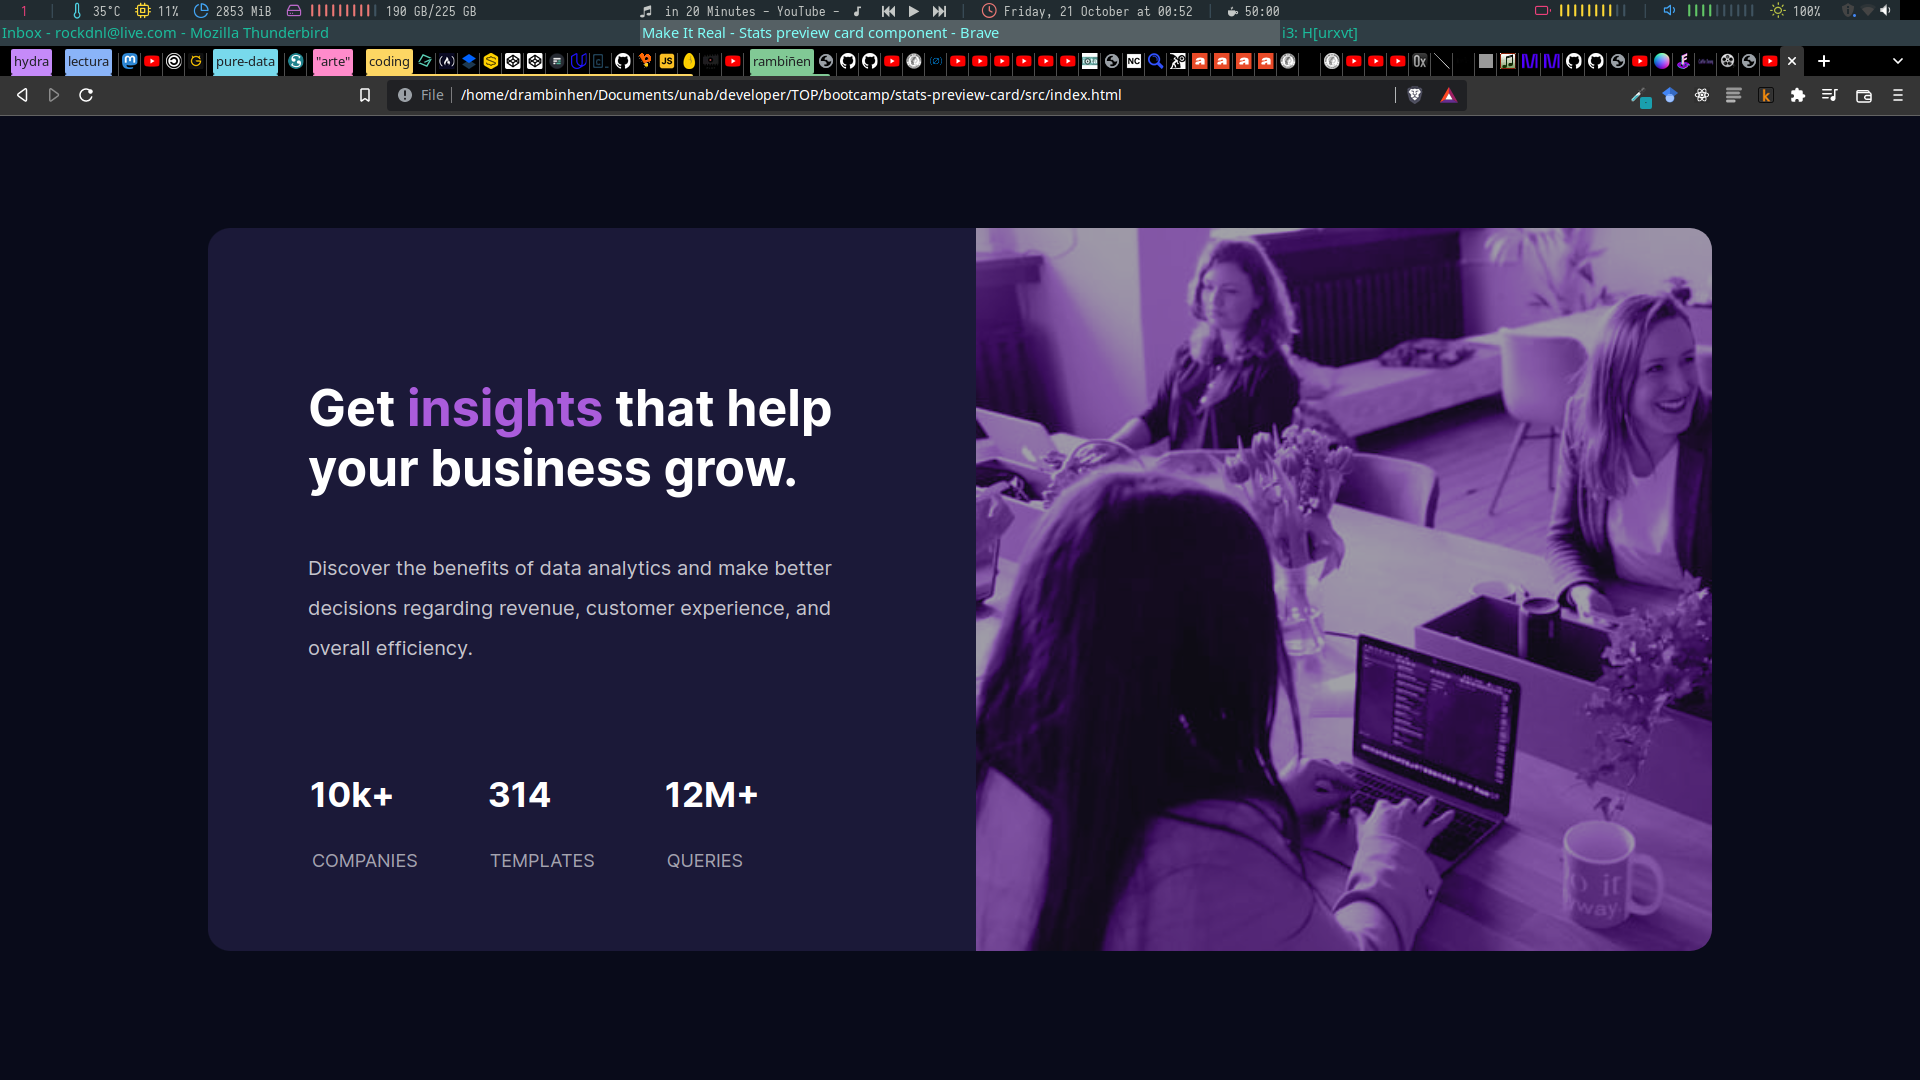 1 35°C 11% 2853 MiB 190 GB/225 GB in 20 Minutes – YouTube – Friday, 21 October at 00:52 50:00 100%
Inbox - rockdnl@live.com - Mozilla Thunderbird Make It Real - Stats preview card component - Brave i3: H[urxvt]
hydra lectura pure-data "arte" coding rambiñen
File /home/drambinhen/Documents/unab/developer/TOP/bootcamp/stats-preview-card/src/index.html
Get insights that help
your business grow.
Discover the benefits of data analytics and make better
decisions regarding revenue, customer experience, and
overall efficiency.
10k+ 314 12M+
COMPANIES TEMPLATES QUERIES